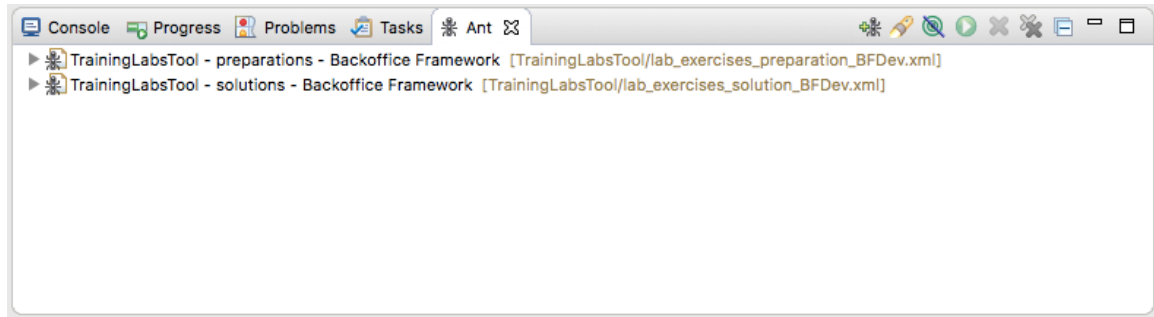 Console Progress Problems Tasks Ant
TrainingLabsTool - preparations - Backoffice Framework [TrainingLabsTool/lab_exercises_preparation_BFDev.xml]
TrainingLabsTool - solutions - Backoffice Framework [TrainingLabsTool/lab_exercises_solution_BFDev.xml]